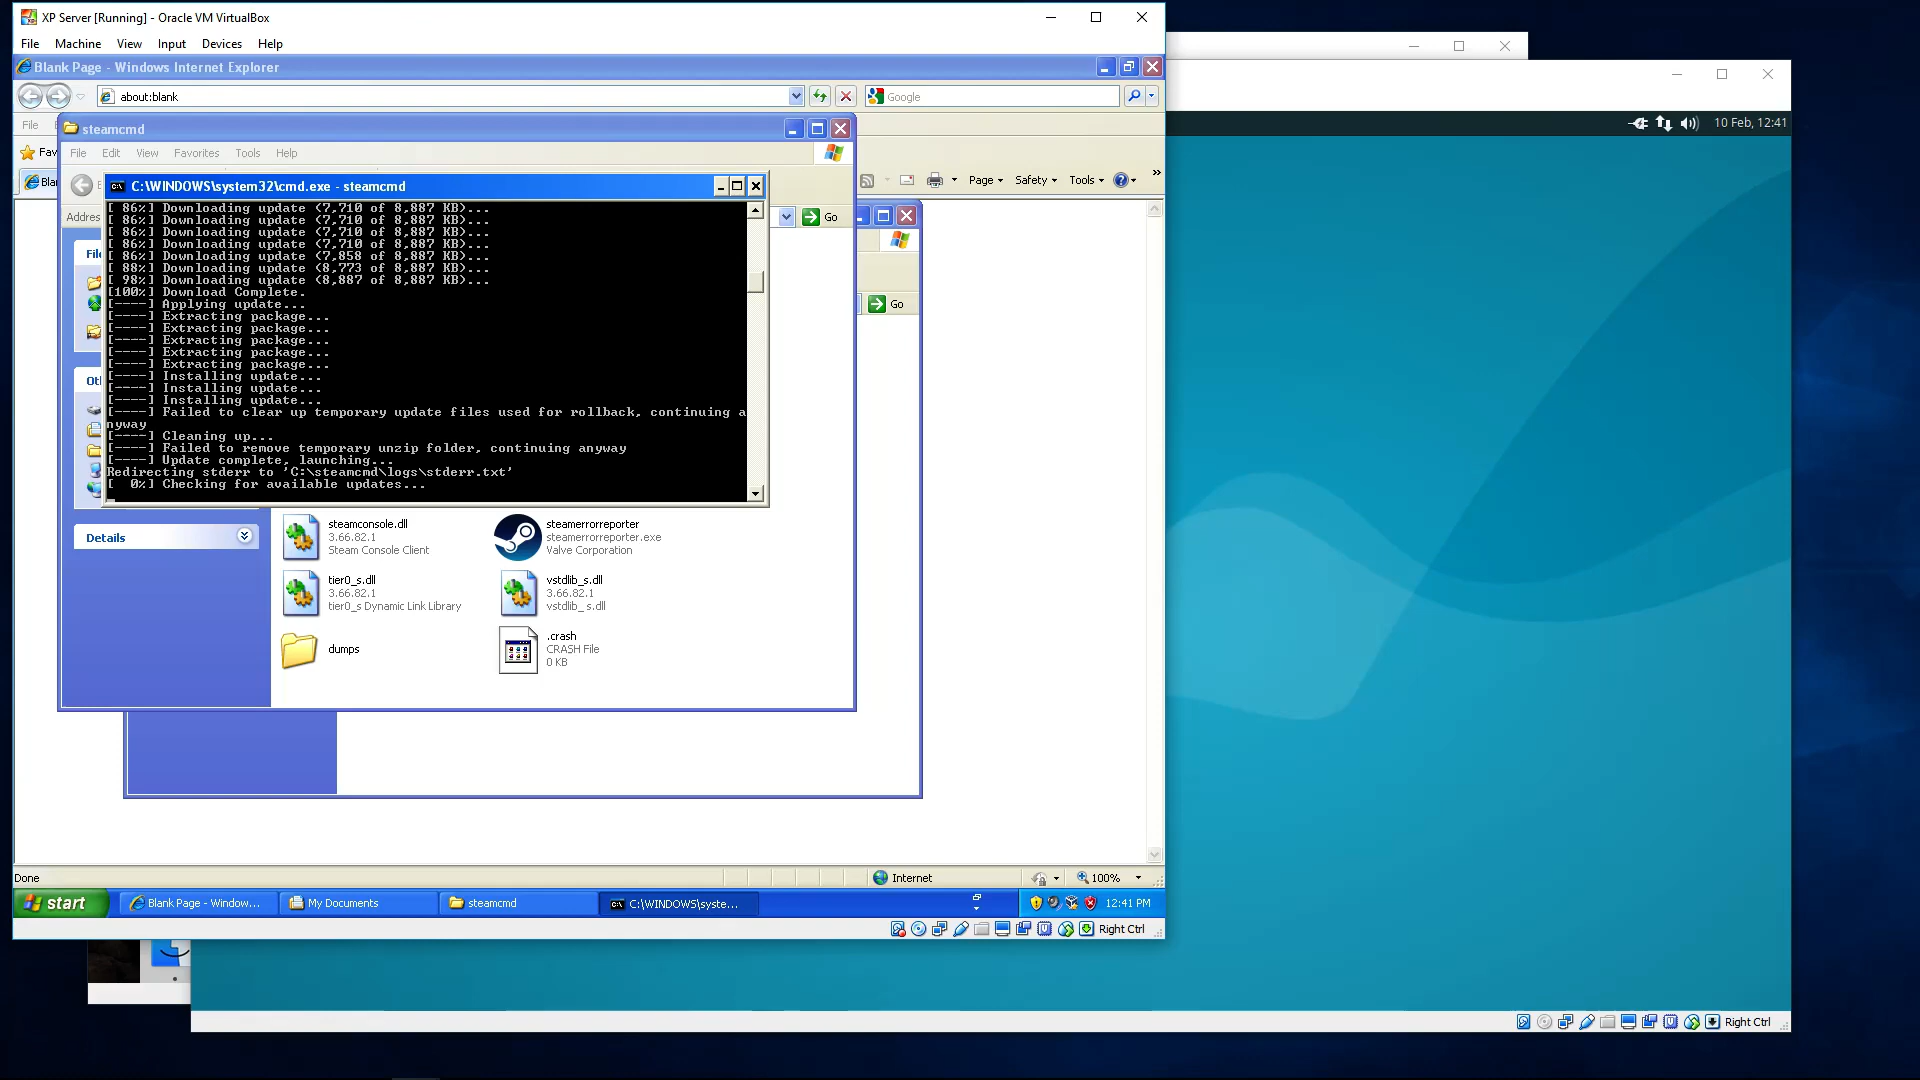 XP Server [Running] - Oracle VM VirtualBox
File Machine View Input Devices Help
Blank Page - Windows Internet Explorer
about:blank
Google
10 Feb, 12:41
File
steamcmd
Fav
File Edit View Favorites Tools Help
Bla
C:\WINDOWS\system32\cmd.exe - steamcmd
Page Safety Tools
Addres
Go
[ 86%] Downloading update (7,710 of 8,887 KB)...
[ 86%] Downloading update (7,710 of 8,887 KB)...
[ 86%] Downloading update (7,710 of 8,887 KB)...
[ 86%] Downloading update (7,710 of 8,887 KB)...
[ 86%] Downloading update (7,858 of 8,887 KB)...
[ 88%] Downloading update (8,773 of 8,887 KB)...
[ 98%] Downloading update (8,887 of 8,887 KB)...
[100%] Download Complete.
[----] Applying update...
[----] Extracting package...
[----] Extracting package...
[----] Extracting package...
[----] Extracting package...
[----] Extracting package...
[----] Installing update...
[----] Installing update...
[----] Installing update...
[----] Failed to clear up temporary update files used for rollback, continuing a
nyway
[----] Cleaning up...
[----] Failed to remove temporary unzip folder, continuing anyway
[----] Update complete, launching...
Redirecting stderr to 'C:\steamcmd\logs\stderr.txt'
[  0%] Checking for available updates...
Go
Details
steamconsole.dll
3.66.82.1
Steam Console Client
steamerrorreporter
steamerrorreporter.exe
Valve Corporation
tier0_s.dll
3.66.82.1
tier0_s Dynamic Link Library
vstdlib_s.dll
3.66.82.1
vstdlib_s.dll
dumps
.crash
CRASH File
0 KB
Done
Internet
100%
start
Blank Page - Window...
My Documents
steamcmd
C:\WINDOWS\syste...
12:41 PM
Right Ctrl
Right Ctrl